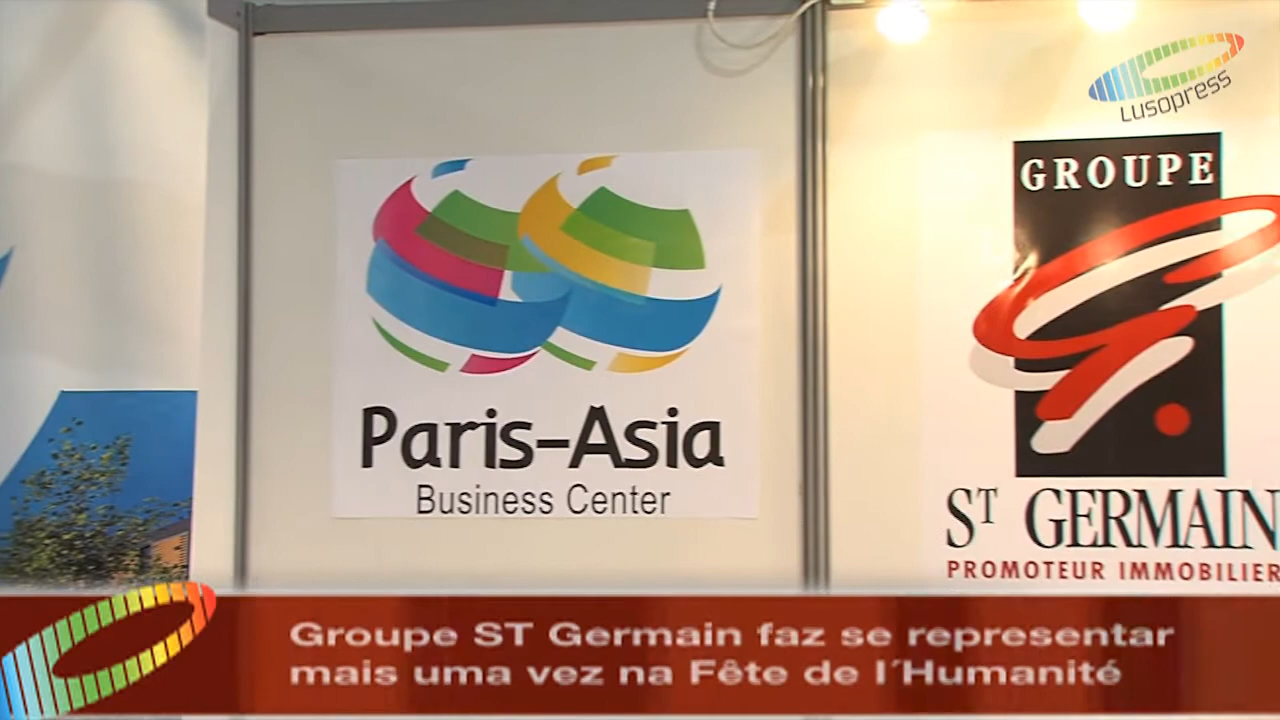 Lusopress
GROUPE
ST GERMAIN
PROMOTEUR IMMOBILIER
Paris-Asia
Business Center
Groupe ST Germain faz se representar
mais uma vez na Fête de l´Humanité